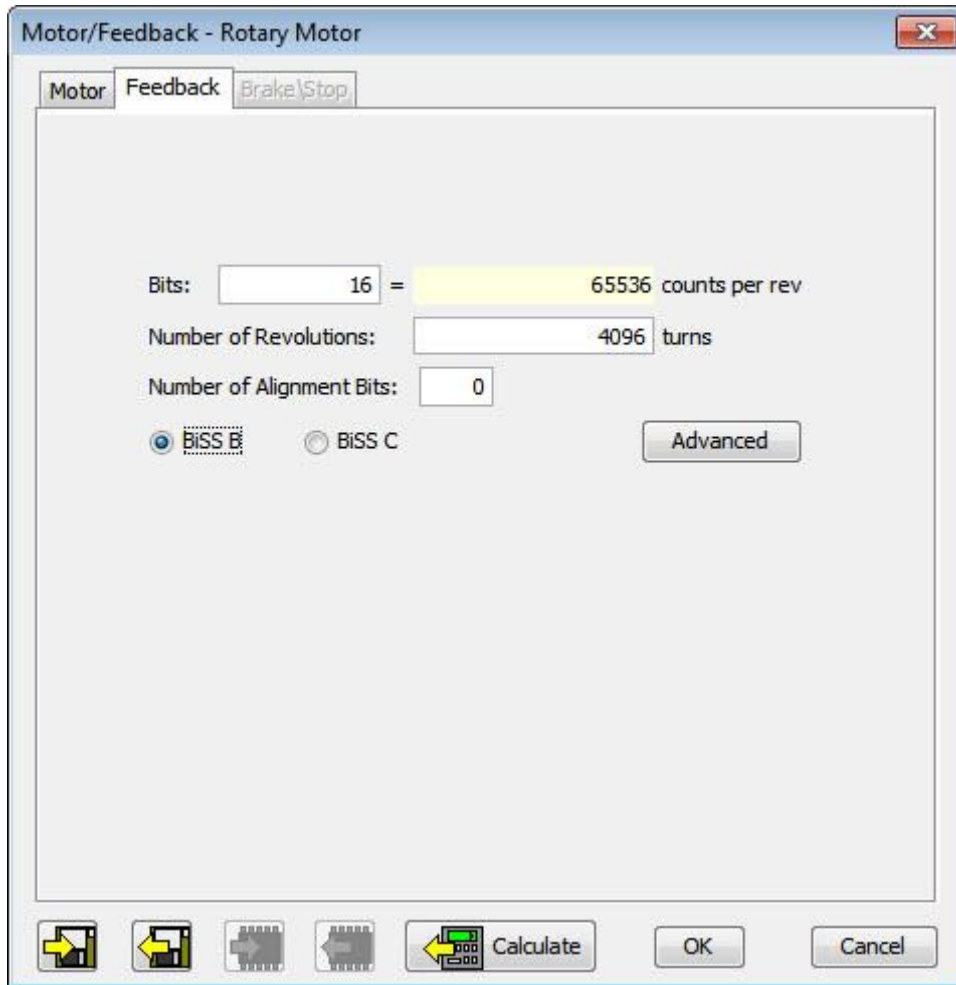 Motor/Feedback - Rotary Motor
Motor Feedback Brake\Stop
Bits: 16 = 65536 counts per rev
Number of Revolutions: 4096 turns
Number of Alignment Bits: 0
BiSS B BiSS C Advanced
Calculate OK Cancel